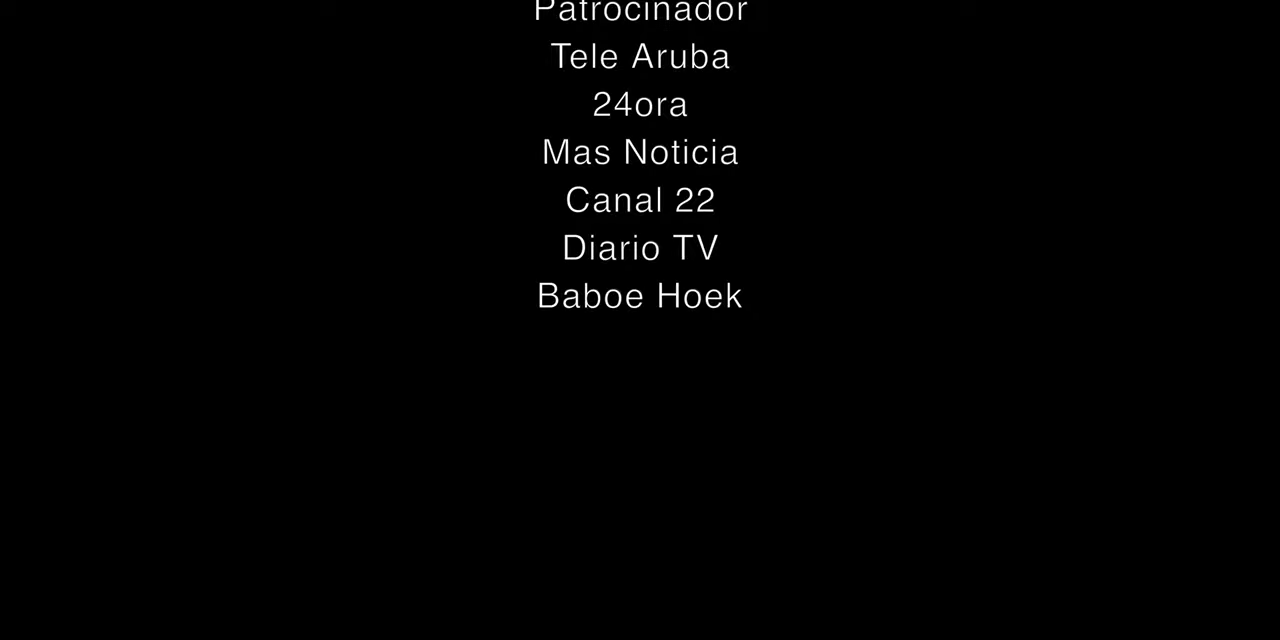 Patrocinador
Tele Aruba
24ora
Mas Noticia
Canal 22
Diario TV
Baboe Hoek